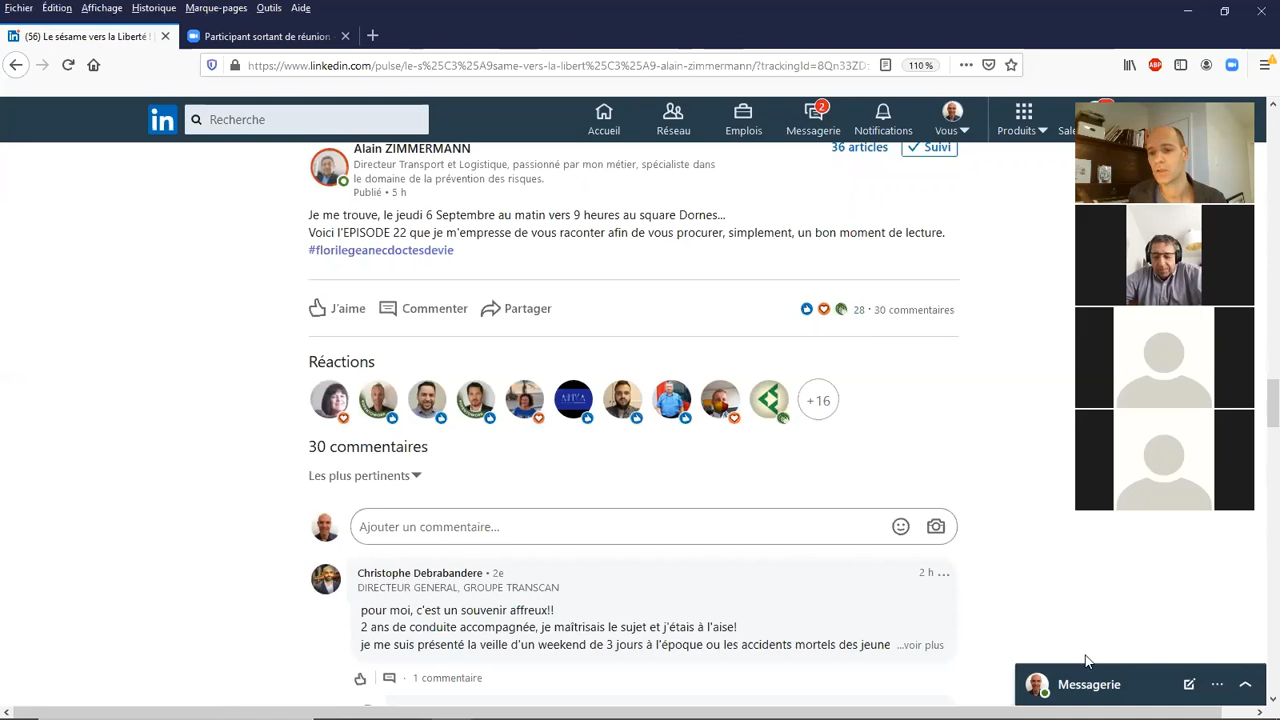 Fichier Édition Affichage Historique Marque-pages Outils Aide
(56) Le sésame vers la Liberté !
Participant sortant de réunion
https://www.linkedin.com/pulse/le-s%25C3%25A9same-vers-la-libert%25C3%25A9-alain-zimmermann/?trackingId=8Qn33ZD
110 %
ABP
in
Recherche
Accueil
Réseau
Emplois
2
Messagerie
Notifications
Vous
Produits
Alain ZIMMERMANN
36 articles
Suivi
Directeur Transport et Logistique, passionné par mon métier, spécialiste dans
le domaine de la prévention des risques.
Publié • 5 h
Je me trouve, le jeudi 6 Septembre au matin vers 9 heures au square Dornes...
Voici l'EPISODE 22 que je m'empresse de vous raconter afin de vous procurer, simplement, un bon moment de lecture.
#florilegeanecdoctesdevie
J'aime
Commenter
Partager
28 • 30 commentaires
Réactions
+16
30 commentaires
Les plus pertinents
Ajouter un commentaire...
Christophe Debrabandere • 2e
2 h
DIRECTEUR GENERAL, GROUPE TRANSCAN
pour moi, c'est un souvenir affreux!!
2 ans de conduite accompagnée, je maîtrisais le sujet et j'étais à l'aise!
je me suis présenté la veille d'un weekend de 3 jours à l'époque ou les accidents mortels des jeune ...voir plus
1 commentaire
Messagerie